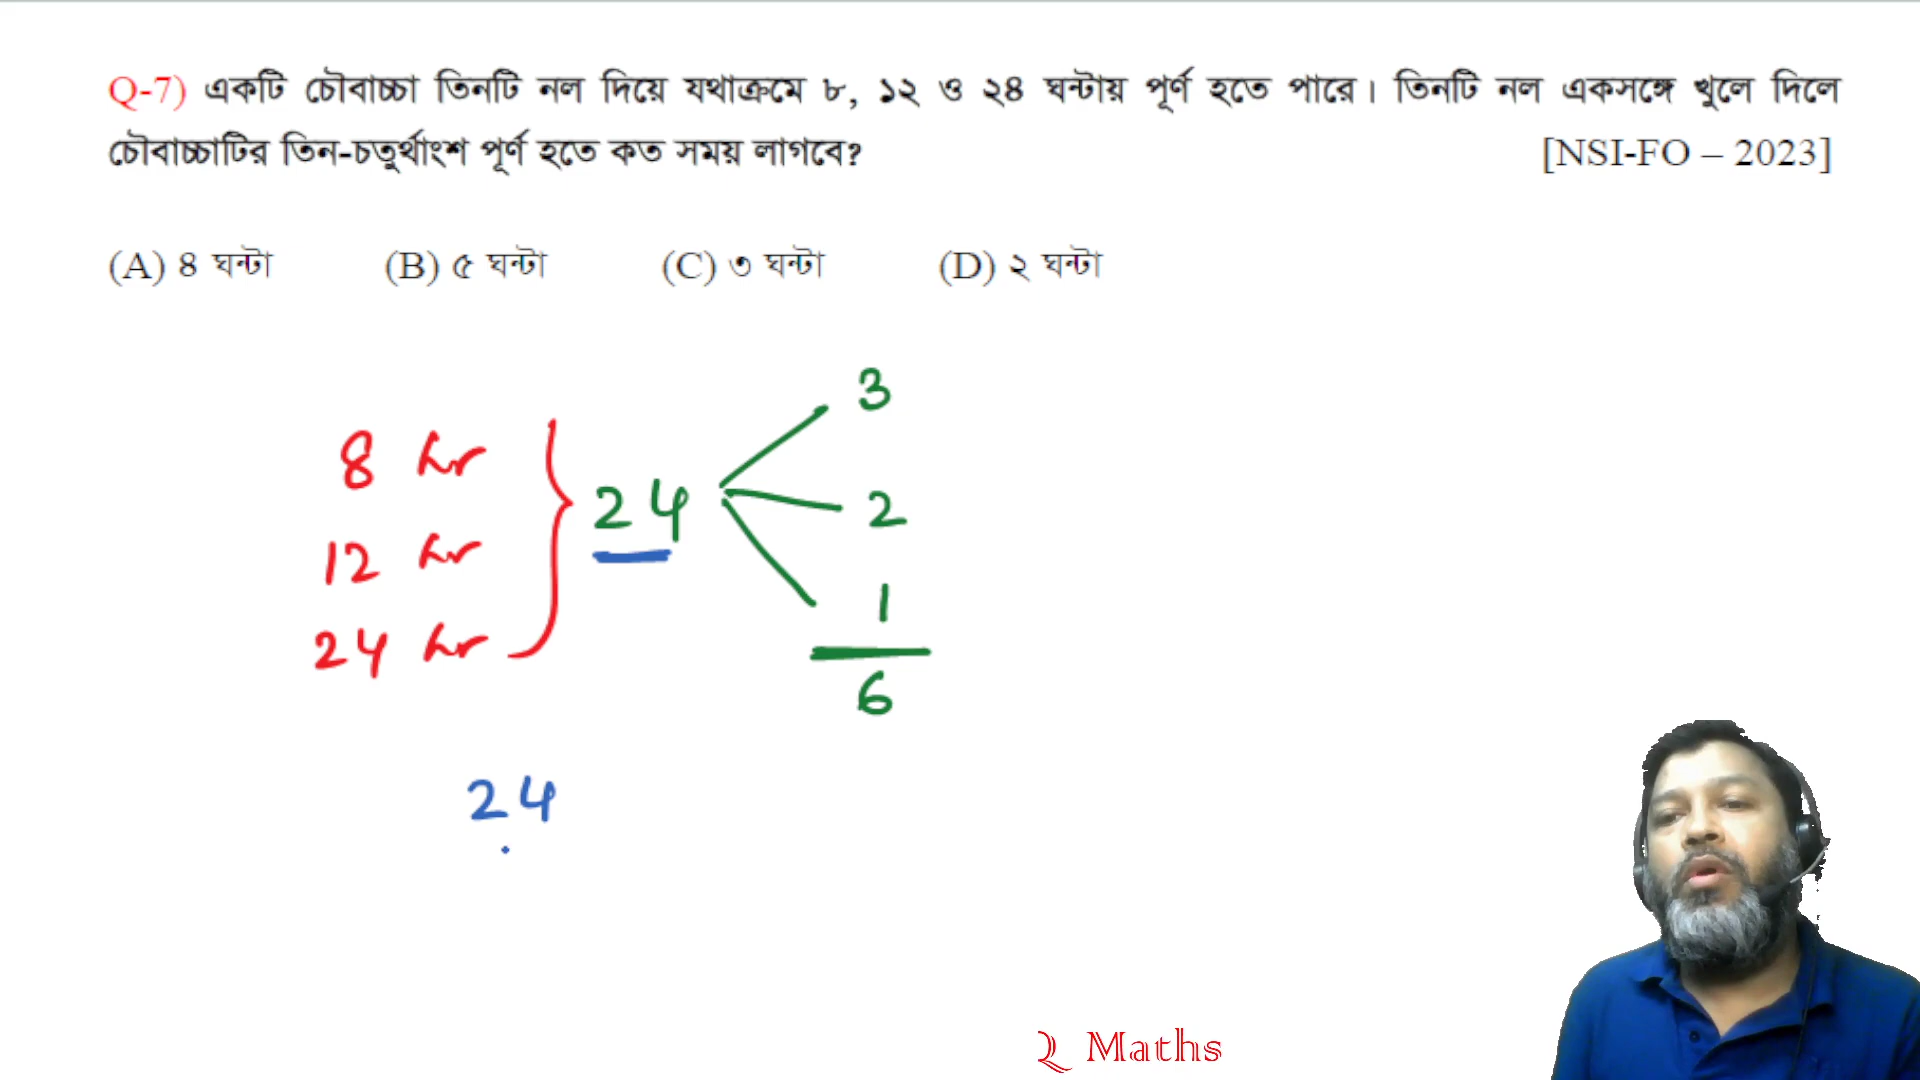 Q-7) একটি চৌবাচ্চা তিনটি নল দিয়ে যথাক্রমে ৮, ১২ ও ২৪ ঘন্টায় পূর্ণ হতে পারে। তিনটি নল একসঙ্গে খুলে দিলে
চৌবাচ্চাটির তিন-চতুর্থাংশ পূর্ণ হতে কত সময় লাগবে? [NSI-FO – 2023]
(A) ৪ ঘন্টা (B) ৫ ঘন্টা (C) ৩ ঘন্টা (D) ২ ঘন্টা
3
8 hr
24 2
12 hr
1
24 hr
6
24
Maths